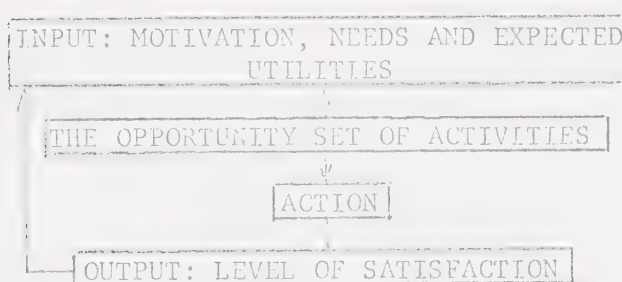 INPUT: MOTIVATION, NEEDS AND EXPECTED
UTILITIES
THE OPPORTUNITY SET OF ACTIVITIES
ACTION
OUTPUT: LEVEL OF SATISFACTION